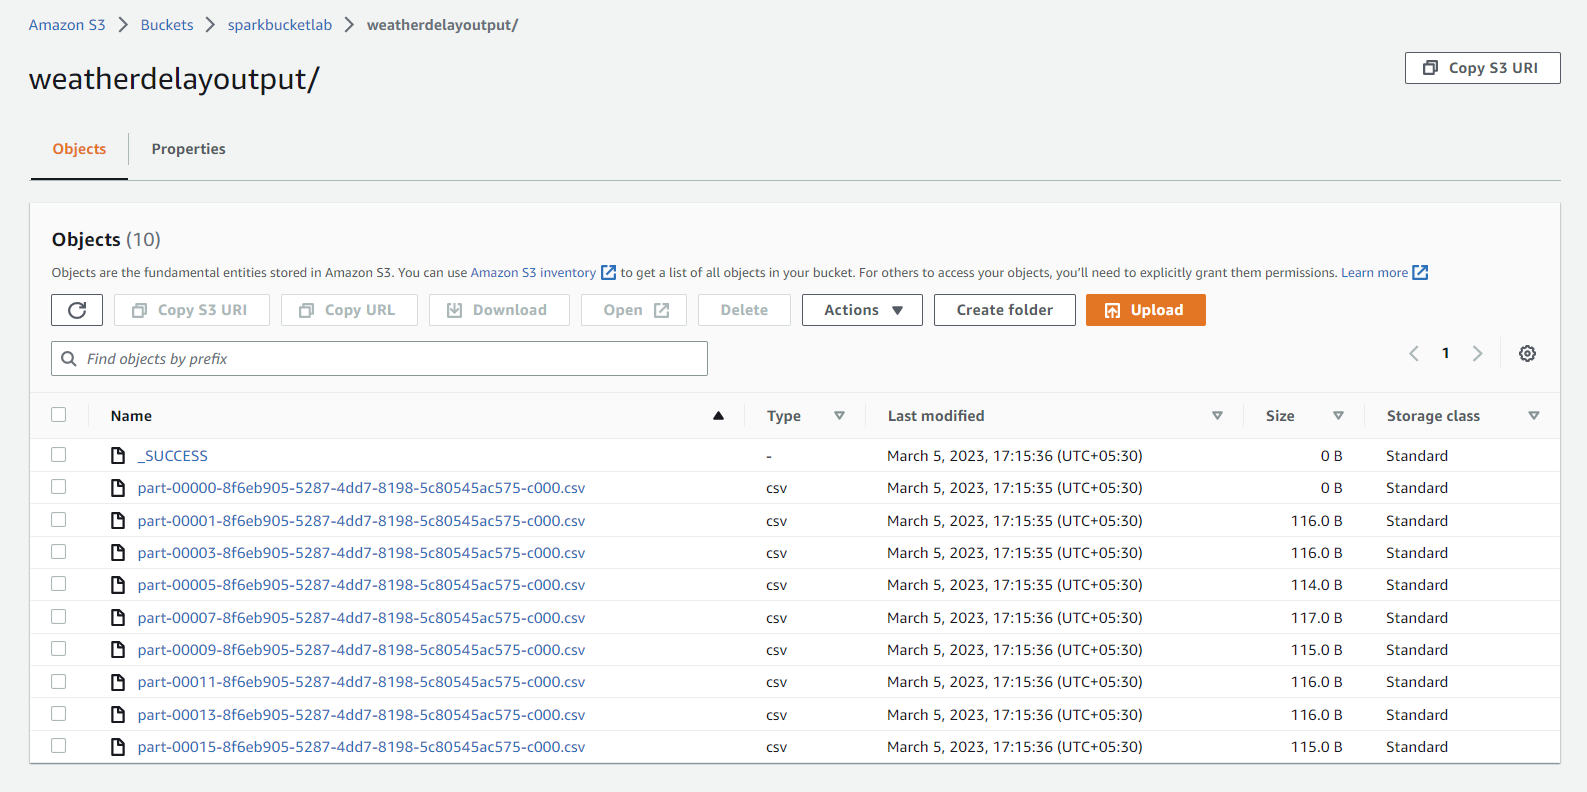 Amazon S3 > Buckets > sparkbucketlab > weatherdelayoutput/
weatherdelayoutput/
Copy S3 URI
Objects Properties
Objects (10)
Objects are the fundamental entities stored in Amazon S3. You can use Amazon S3 inventory to get a list of all objects in your bucket. For others to access your objects, you'll need to explicitly grant them permissions. Learn more
Copy S3 URI Copy URL Download Open Delete Actions Create folder Upload
Find objects by prefix
1
Name Type Last modified Size Storage class
_SUCCESS - March 5, 2023, 17:15:36 (UTC+05:30) 0 B Standard
part-00000-8f6eb905-5287-4dd7-8198-5c80545ac575-c000.csv csv March 5, 2023, 17:15:35 (UTC+05:30) 0 B Standard
part-00001-8f6eb905-5287-4dd7-8198-5c80545ac575-c000.csv csv March 5, 2023, 17:15:35 (UTC+05:30) 116.0 B Standard
part-00003-8f6eb905-5287-4dd7-8198-5c80545ac575-c000.csv csv March 5, 2023, 17:15:35 (UTC+05:30) 116.0 B Standard
part-00005-8f6eb905-5287-4dd7-8198-5c80545ac575-c000.csv csv March 5, 2023, 17:15:35 (UTC+05:30) 114.0 B Standard
part-00007-8f6eb905-5287-4dd7-8198-5c80545ac575-c000.csv csv March 5, 2023, 17:15:36 (UTC+05:30) 117.0 B Standard
part-00009-8f6eb905-5287-4dd7-8198-5c80545ac575-c000.csv csv March 5, 2023, 17:15:36 (UTC+05:30) 115.0 B Standard
part-00011-8f6eb905-5287-4dd7-8198-5c80545ac575-c000.csv csv March 5, 2023, 17:15:36 (UTC+05:30) 116.0 B Standard
part-00013-8f6eb905-5287-4dd7-8198-5c80545ac575-c000.csv csv March 5, 2023, 17:15:36 (UTC+05:30) 116.0 B Standard
part-00015-8f6eb905-5287-4dd7-8198-5c80545ac575-c000.csv csv March 5, 2023, 17:15:36 (UTC+05:30) 115.0 B Standard